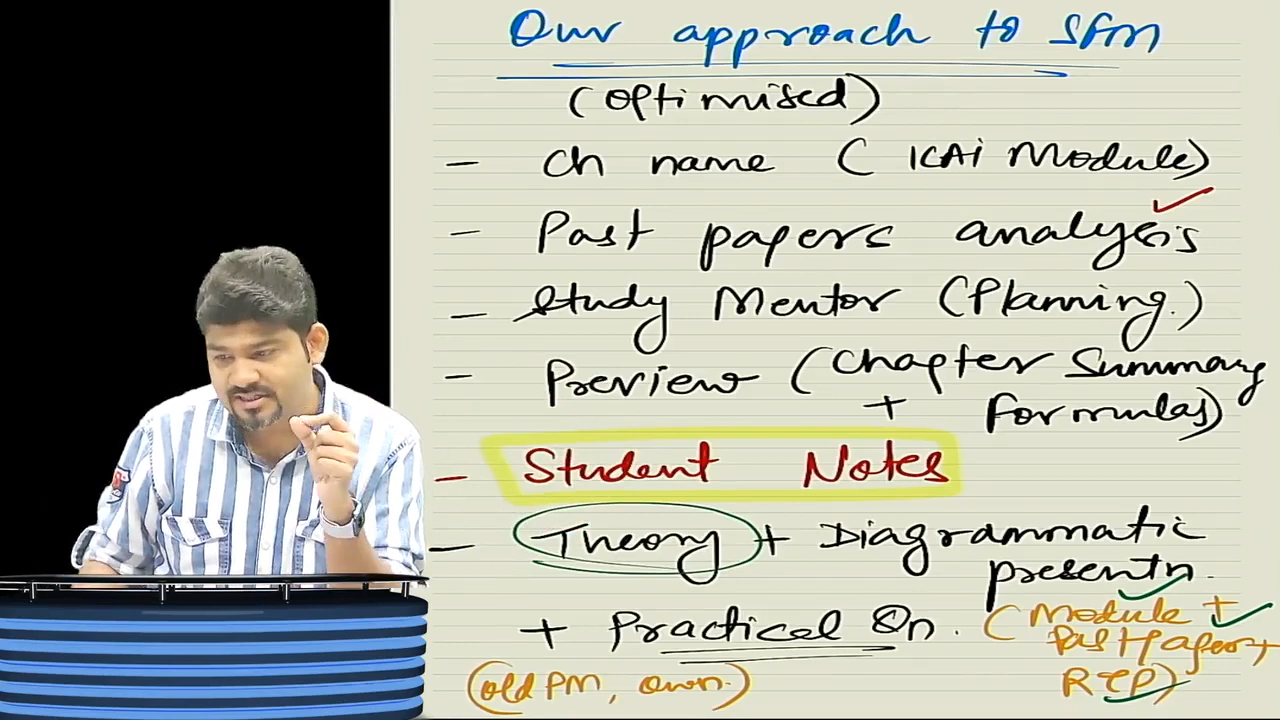 Our approach to SFM
(optimised)
- Ch name ( ICAI Module)
- Past papers analysis
- Study Mentor (Planning.)
- Preview (Chapter Summary
+ Formulas)
- Student Notes
- Theory + Diagrammatic
presentn.
+ Practical Qn. ( Module +
Past Paper +
(old PM, own.) RTP)